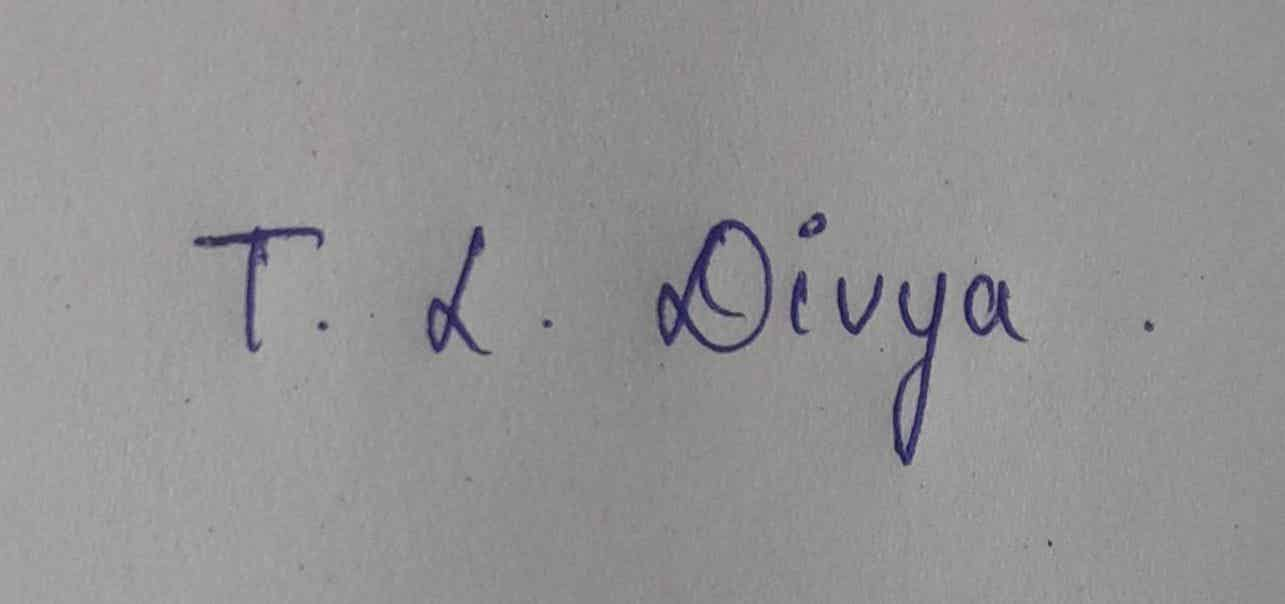 T. L. Divya .